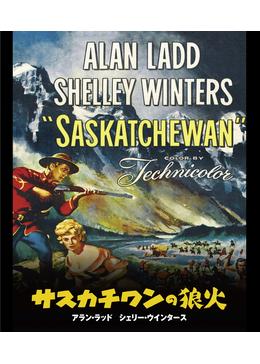 ALAN LADD
SHELLEY WINTERS
"SASKATCHEWAN"
COLOR BY
Technicolor
サスカチワンの狼火
アラン・ラッド シェリー・ウインタース